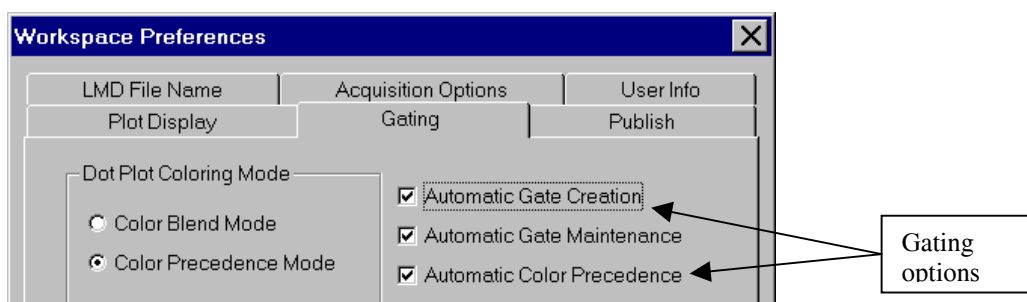 Workspace Preferences
LMD File Name
Acquisition Options
User Info
Plot Display
Gating
Publish
Dot Plot Coloring Mode
Color Blend Mode
Color Precedence Mode
Automatic Gate Creation
Automatic Gate Maintenance
Automatic Color Precedence
Gating
options